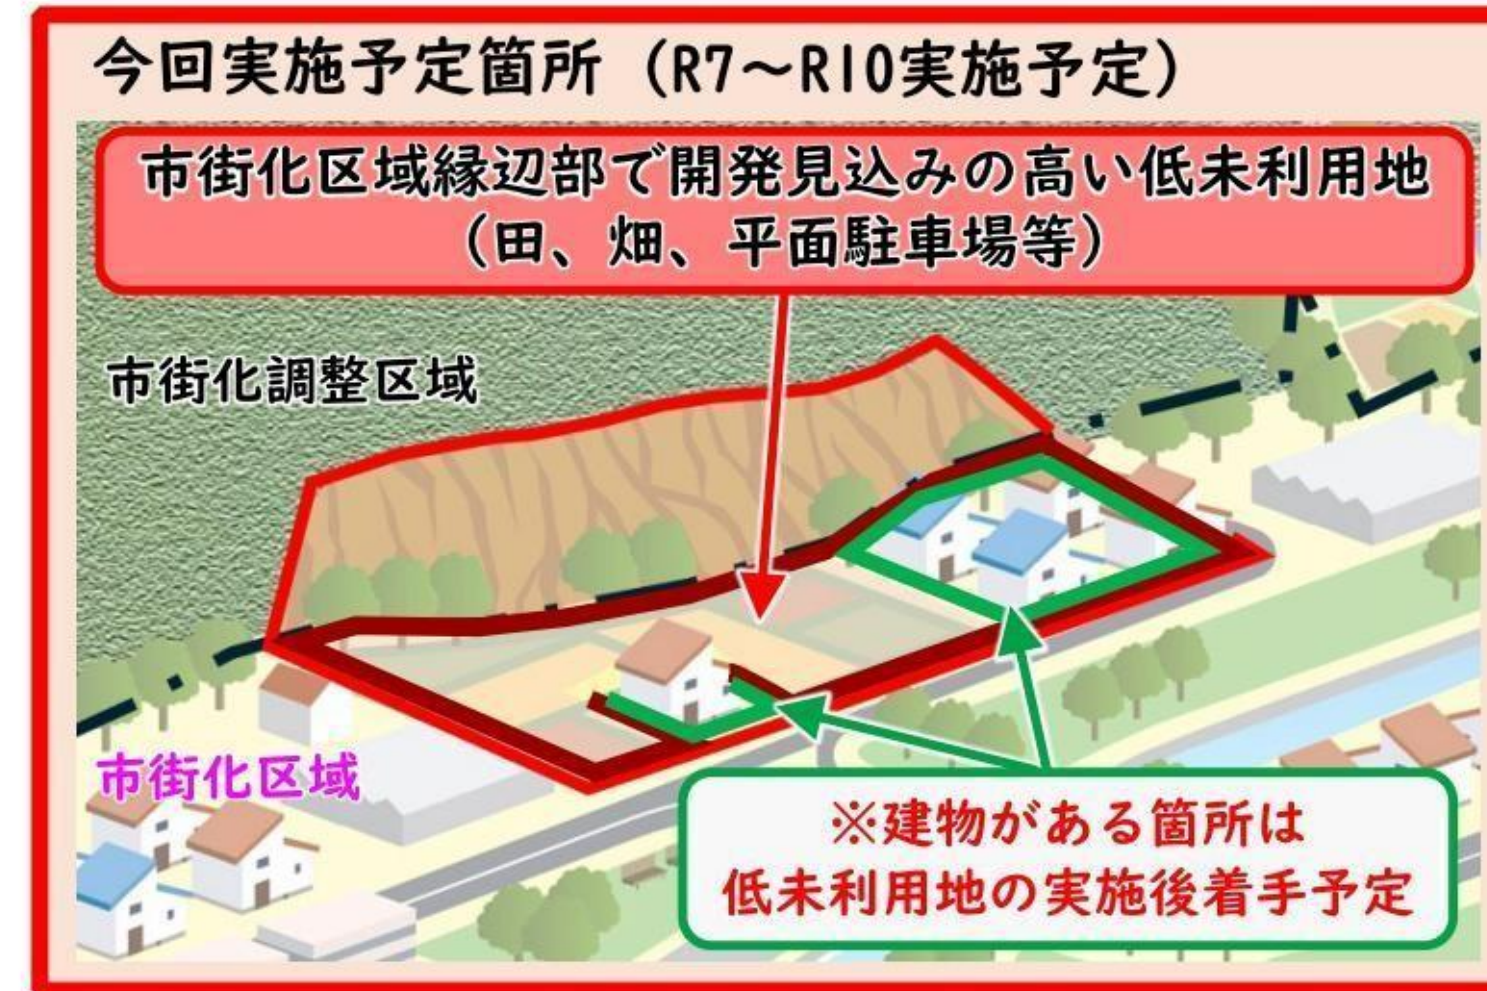 今回実施予定箇所（R7～R10実施予定）
市街化区域縁辺部で開発見込みの高い低未利用地
（田、畑、平面駐車場等）
市街化調整区域
市街化区域
※建物がある箇所は
低未利用地の実施後着手予定